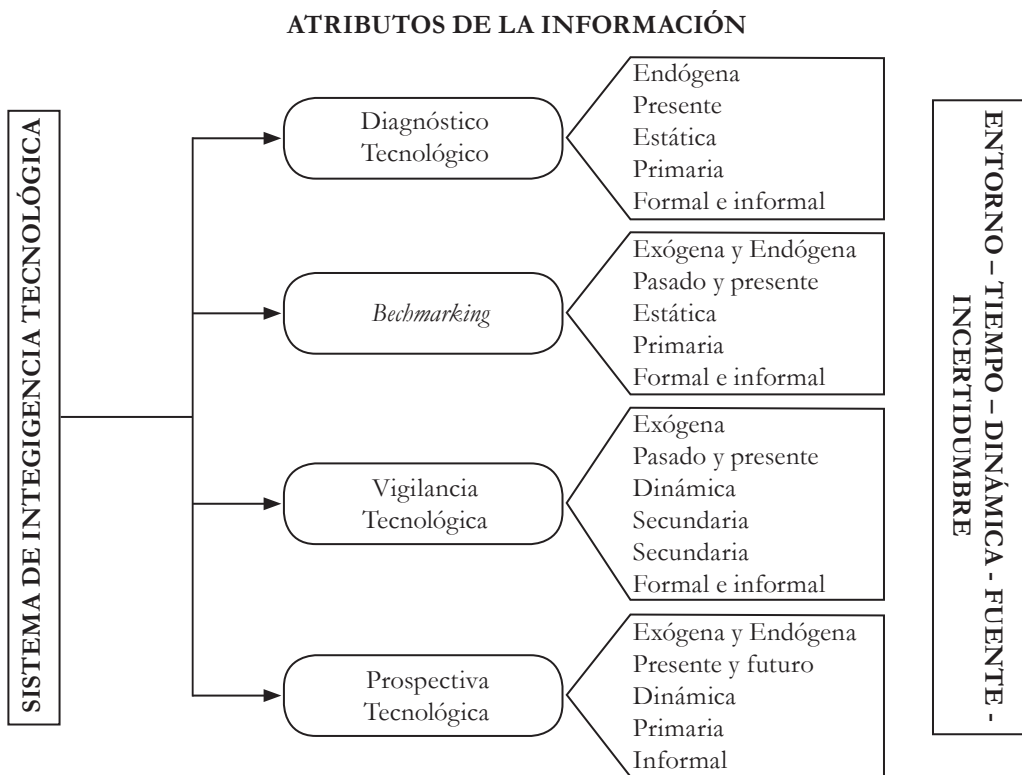 ATRIBUTOS DE LA INFORMACIÓN
SISTEMA DE INTEGIGENCIA TECNOLÓGICA
Diagnóstico
Tecnológico
Endógena
Presente
Estática
Primaria
Formal e informal
Bechmarking
Exógena y Endógena
Pasado y presente
Estática
Primaria
Formal e informal
Vigilancia
Tecnológica
Exógena
Pasado y presente
Dinámica
Secundaria
Secundaria
Formal e informal
Prospectiva
Tecnológica
Exógena y Endógena
Presente y futuro
Dinámica
Primaria
Informal
ENTORNO – TIEMPO – DINÁMICA - FUENTE -
INCERTIDUMBRE